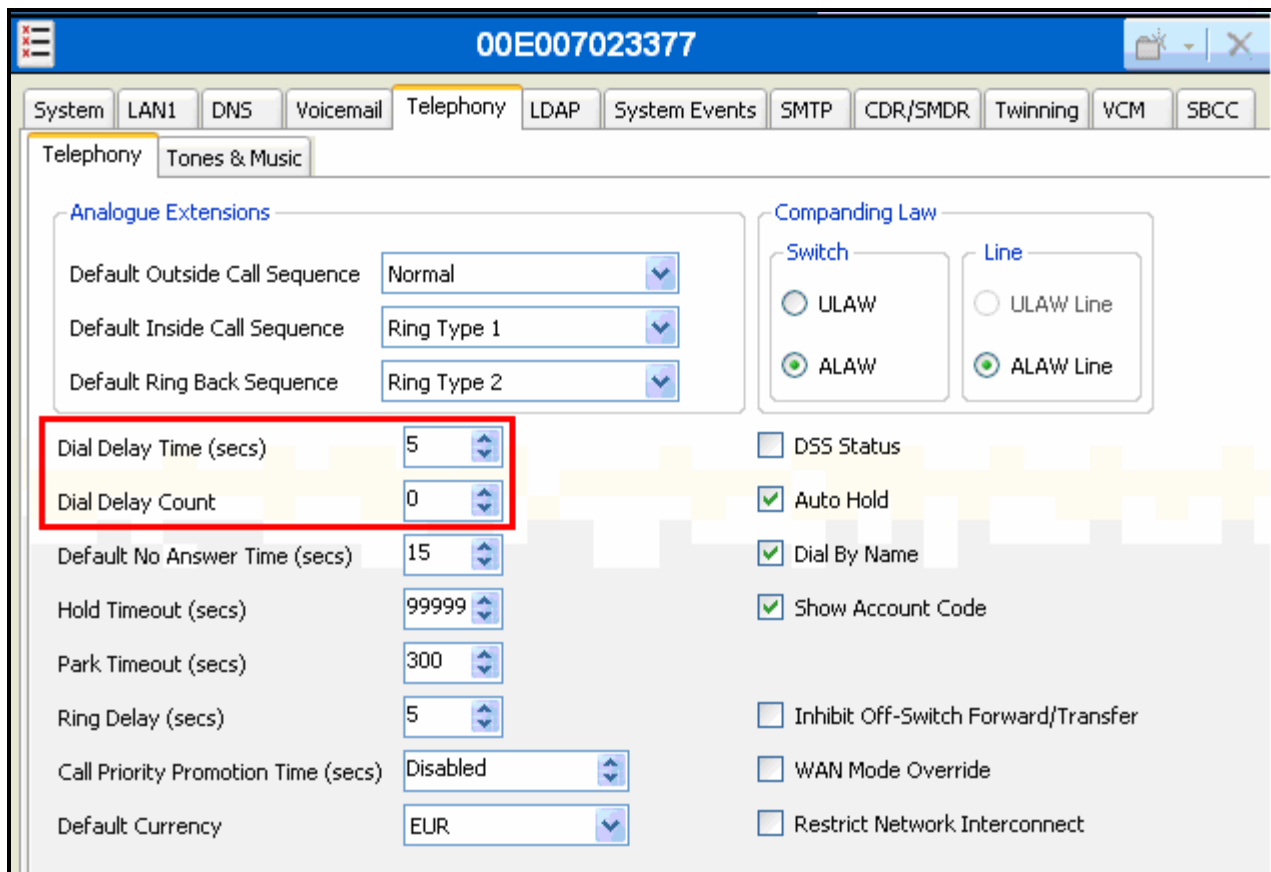 00E007023377
System LAN1 DNS Voicemail Telephony LDAP System Events SMTP CDR/SMDR Twinning VCM SBCC
Telephony Tones & Music
Analogue Extensions
Default Outside Call Sequence Normal
Default Inside Call Sequence Ring Type 1
Default Ring Back Sequence Ring Type 2
Companding Law
Switch Line
ULAW ULAW Line
ALAW ALAW Line
Dial Delay Time (secs) 5
Dial Delay Count 0
Default No Answer Time (secs) 15
Hold Timeout (secs) 99999
Park Timeout (secs) 300
Ring Delay (secs) 5
Call Priority Promotion Time (secs) Disabled
Default Currency EUR
DSS Status
Auto Hold
Dial By Name
Show Account Code
Inhibit Off-Switch Forward/Transfer
WAN Mode Override
Restrict Network Interconnect